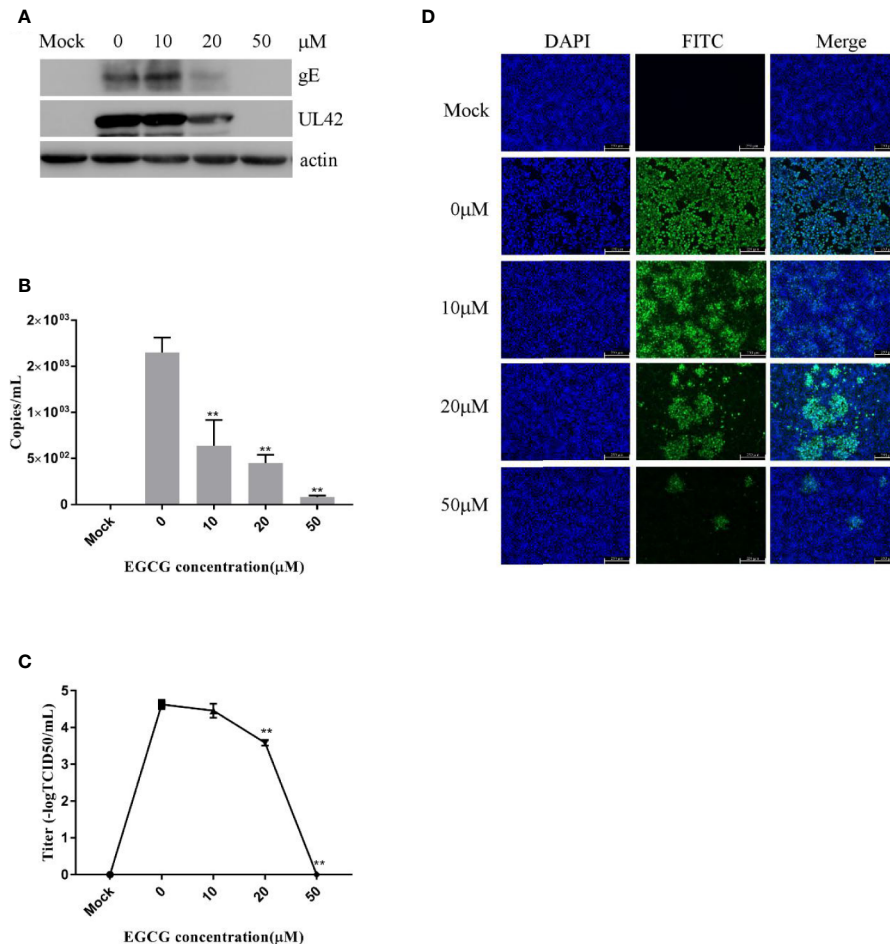 A
Mock 0 10 20 50 μM
gE
UL42
actin
B
2×10⁰³
2×10⁰³
1×10⁰³
5×10⁰²
0
Copies/mL
Mock 0 10 20 50
EGCG concentration(μM)
** ** **
C
5
4
3
2
1
0
Titer (-logTCID50/mL)
Mock 0 10 20 50
EGCG concentration(μM)
** **
D
DAPI FITC Merge
Mock
0μM
10μM
20μM
50μM